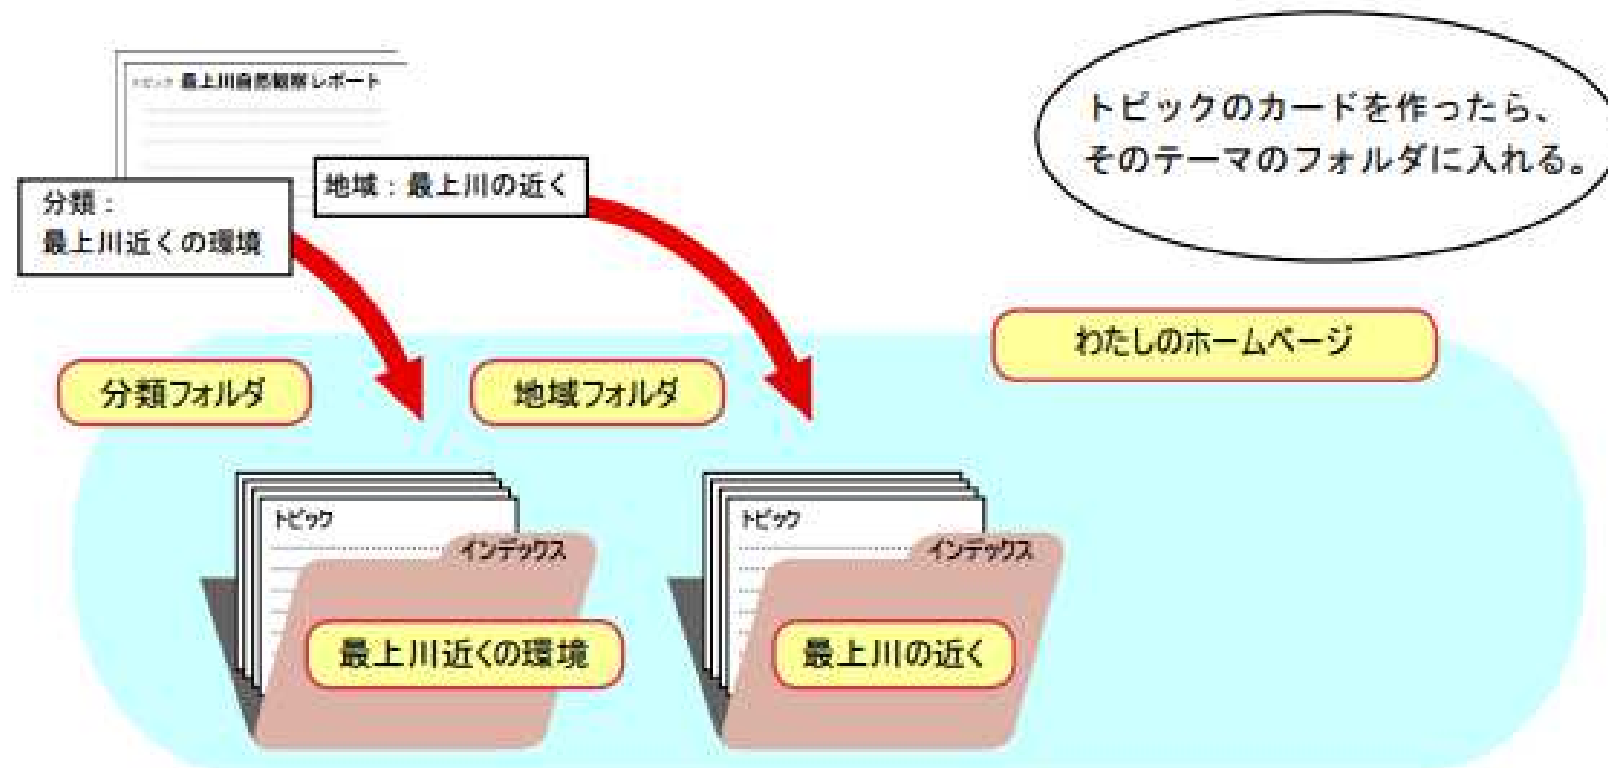 トピック 最上川自然観察レポート
トピックのカードを作ったら、
そのテーマのフォルダに入れる。
地域：最上川の近く
分類：
最上川近くの環境
わたしのホームページ
分類フォルダ
地域フォルダ
トピック
インデックス
最上川近くの環境
トピック
インデックス
最上川の近く